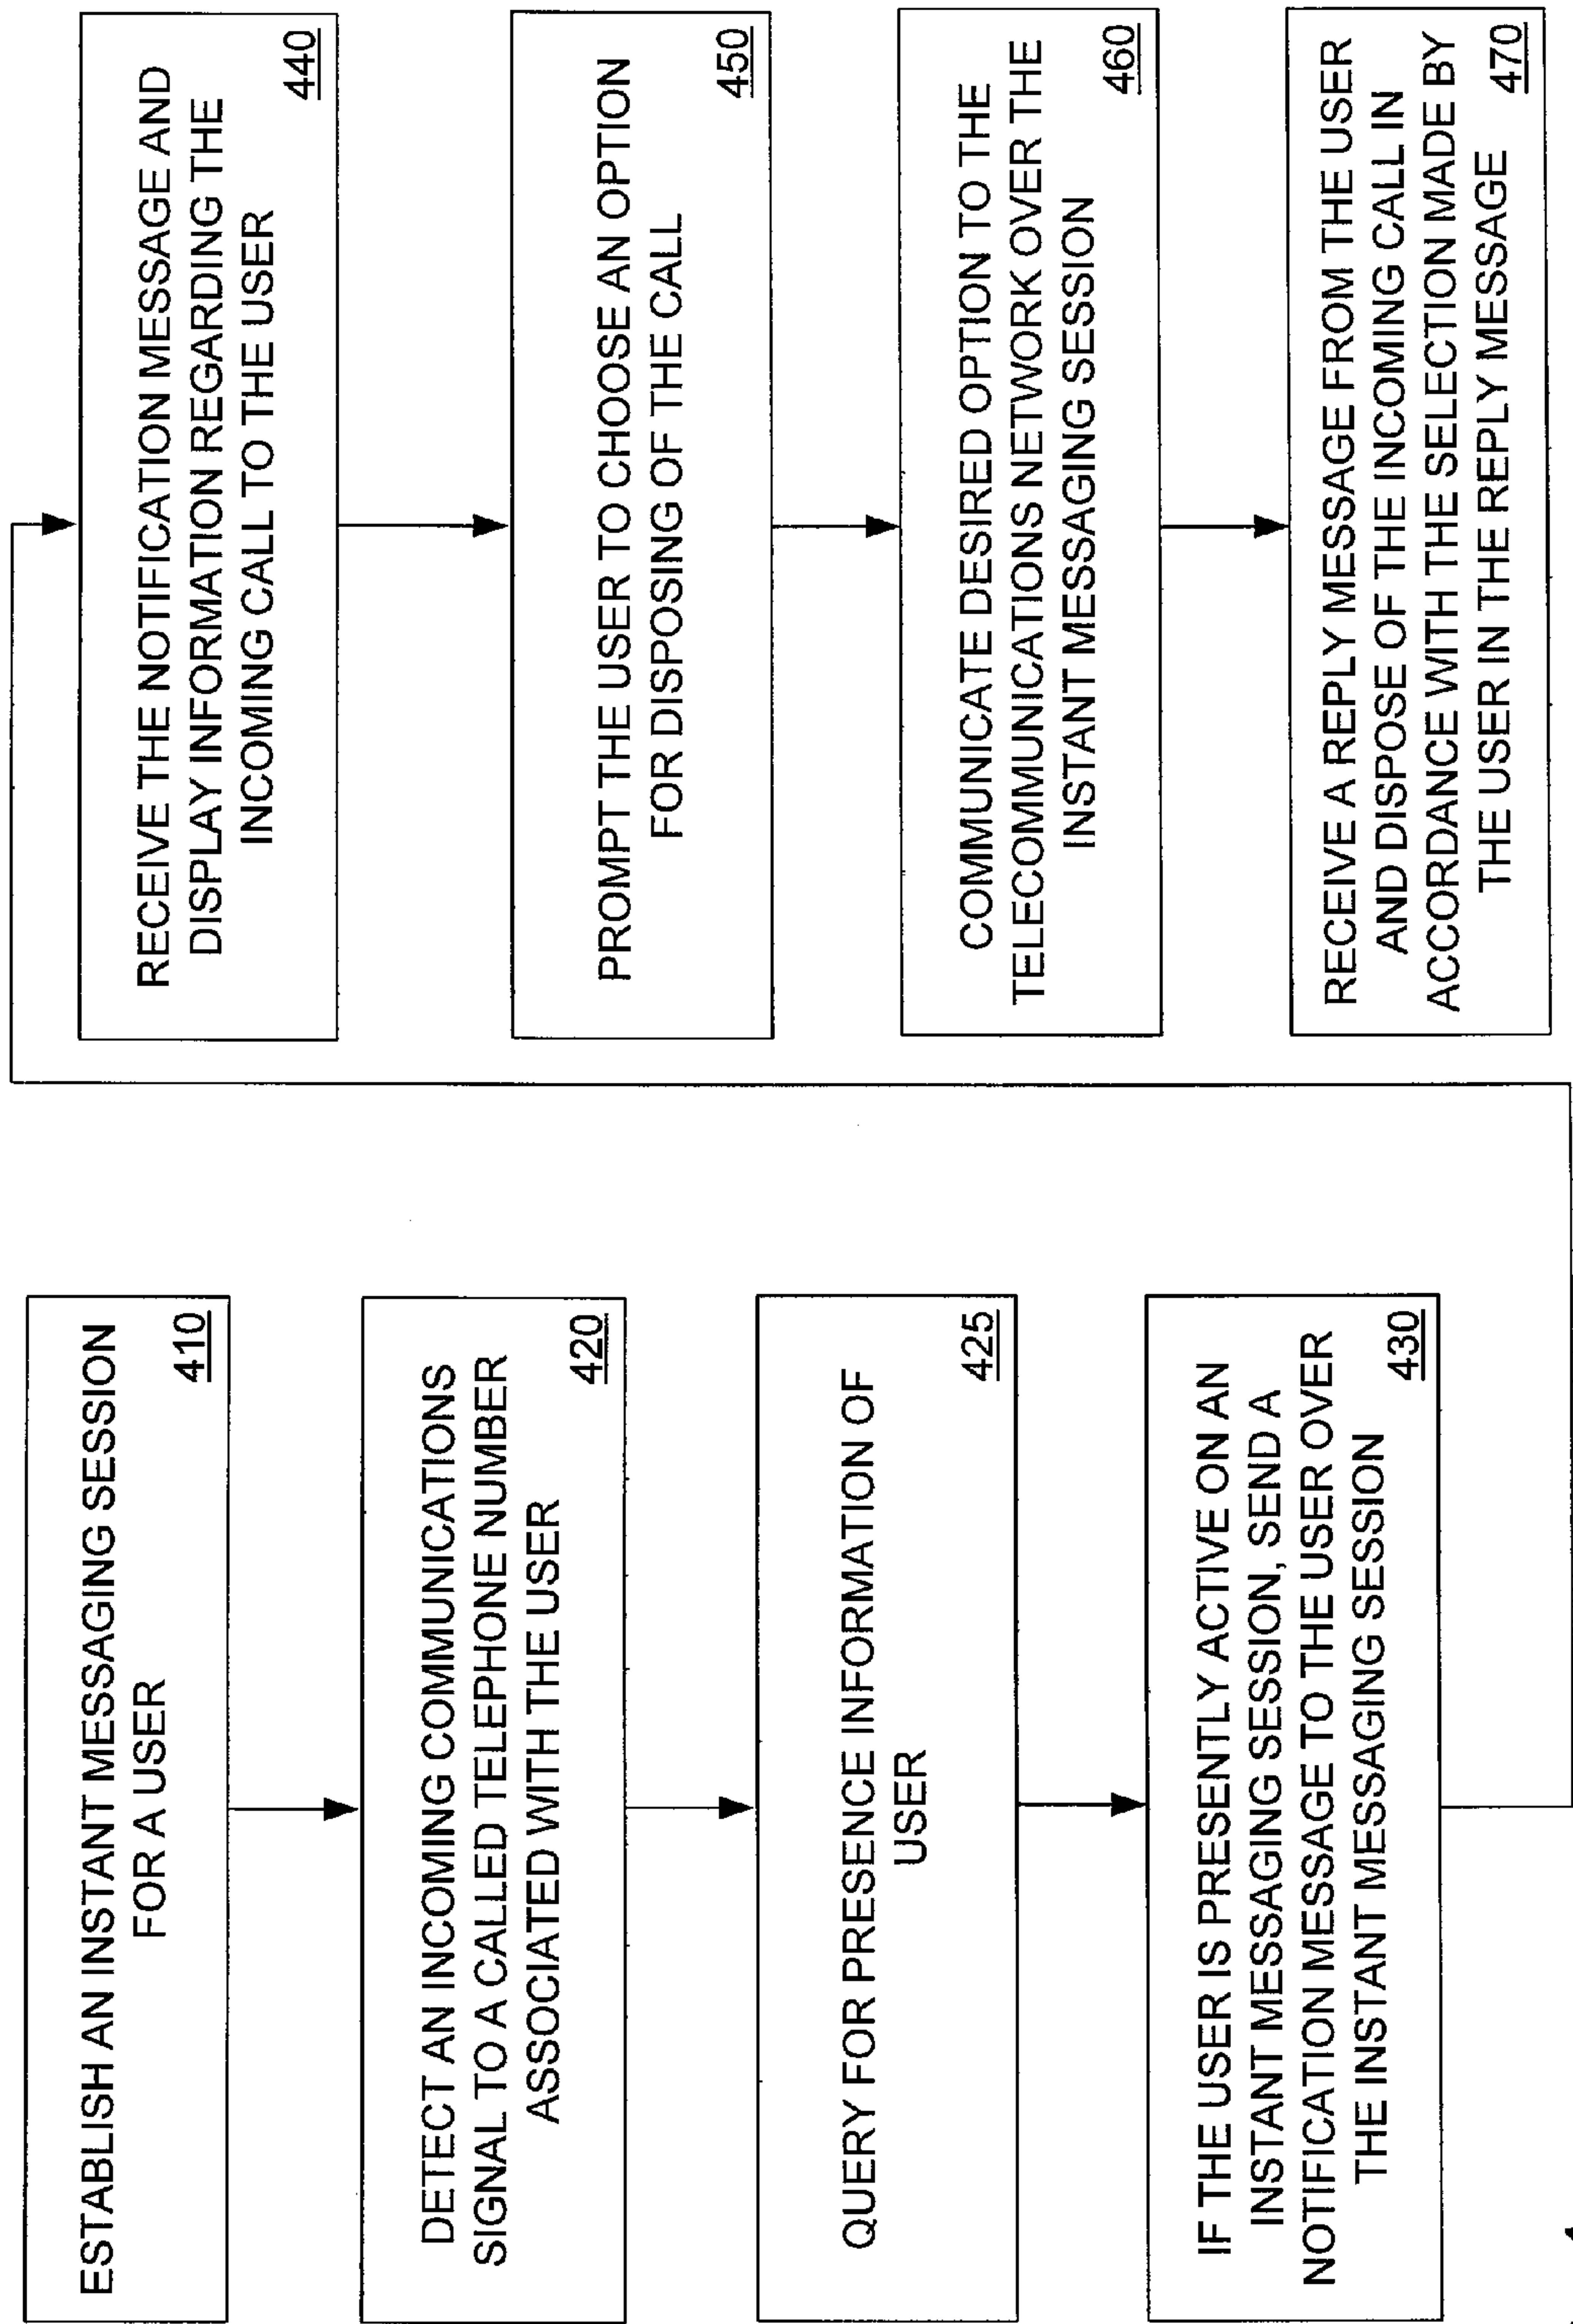 ESTABLISH AN INSTANT MESSAGING SESSION
FOR A USER
410
DETECT AN INCOMING COMMUNICATIONS
SIGNAL TO A CALLED TELEPHONE NUMBER
ASSOCIATED WITH THE USER
420
QUERY FOR PRESENCE INFORMATION OF
USER
425
IF THE USER IS PRESENTLY ACTIVE ON AN
INSTANT MESSAGING SESSION, SEND A
NOTIFICATION MESSAGE TO THE USER OVER
THE INSTANT MESSAGING SESSION
430
RECEIVE THE NOTIFICATION MESSAGE AND
DISPLAY INFORMATION REGARDING THE
INCOMING CALL TO THE USER
440
PROMPT THE USER TO CHOOSE AN OPTION
FOR DISPOSING OF THE CALL
450
COMMUNICATE DESIRED OPTION TO THE
TELECOMMUNICATIONS NETWORK OVER THE
INSTANT MESSAGING SESSION
460
RECEIVE A REPLY MESSAGE FROM THE USER
AND DISPOSE OF THE INCOMING CALL IN
ACCORDANCE WITH THE SELECTION MADE BY
THE USER IN THE REPLY MESSAGE
470